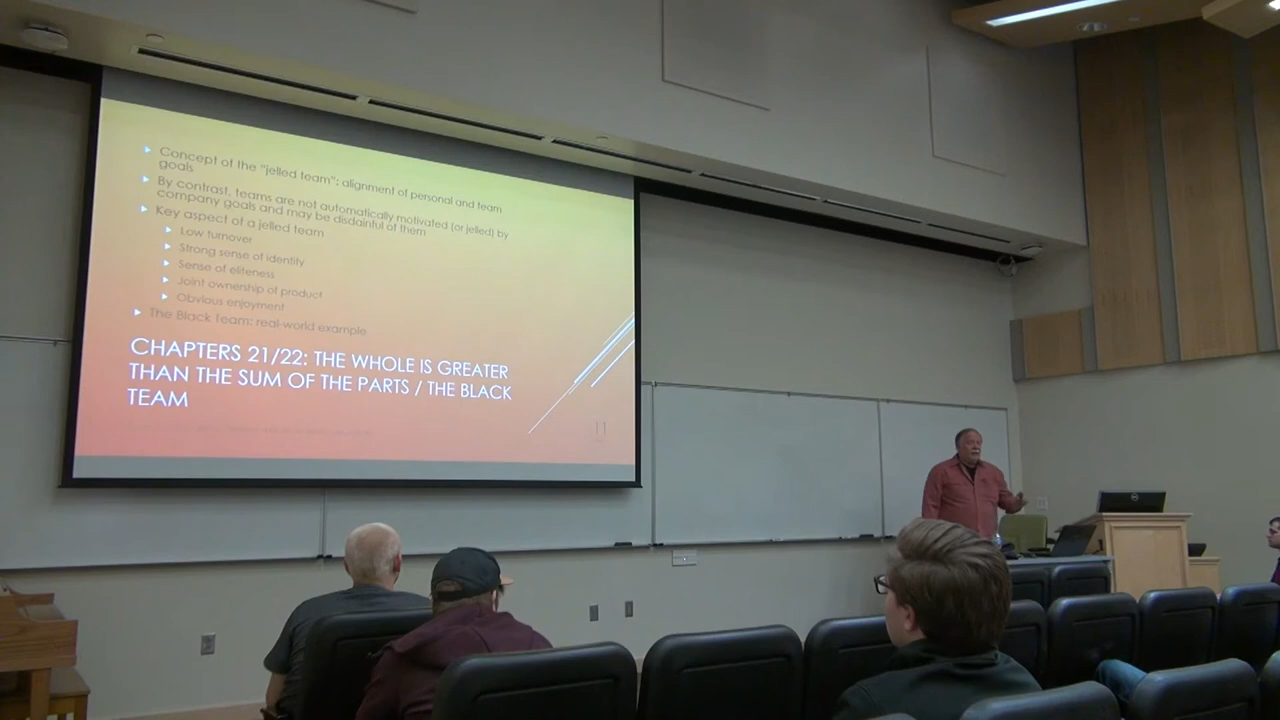 Concept of the "jelled team": alignment of personal and team
goals
By contrast, teams are not automatically motivated (or jelled) by
company goals and may be disdainful of them
Key aspect of a jelled team
Low turnover
Strong sense of identity
Sense of eliteness
Joint ownership of product
Obvious enjoyment
The Black Team: real-world example
CHAPTERS 21/22: THE WHOLE IS GREATER
THAN THE SUM OF THE PARTS / THE BLACK
TEAM
11